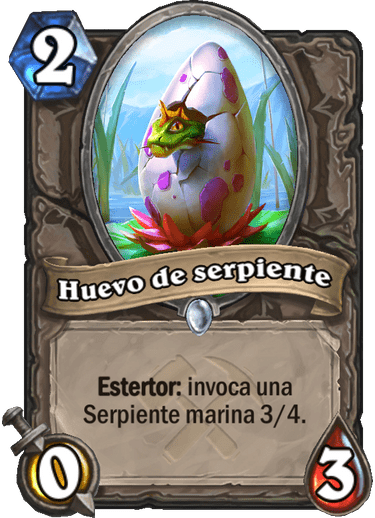 2
Huevo de serpiente
Estertor: invoca una
Serpiente marina 3/4.
0
3